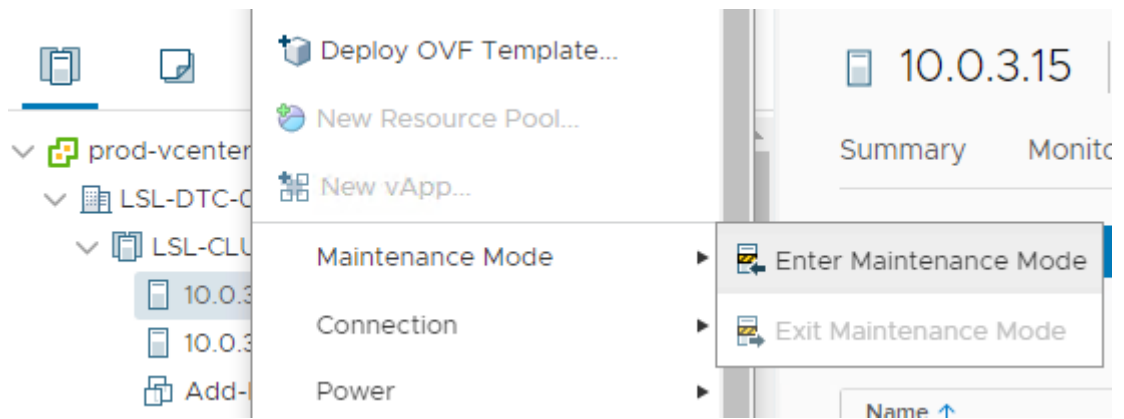 Deploy OVF Template...
New Resource Pool...
New vApp...
Maintenance Mode
Connection
Power
Enter Maintenance Mode
Exit Maintenance Mode
prod-vcenter
LSL-DTC-
LSL-CLU
10.0.3
10.0.3
Add-
10.0.3.15
Summary Monito
Name